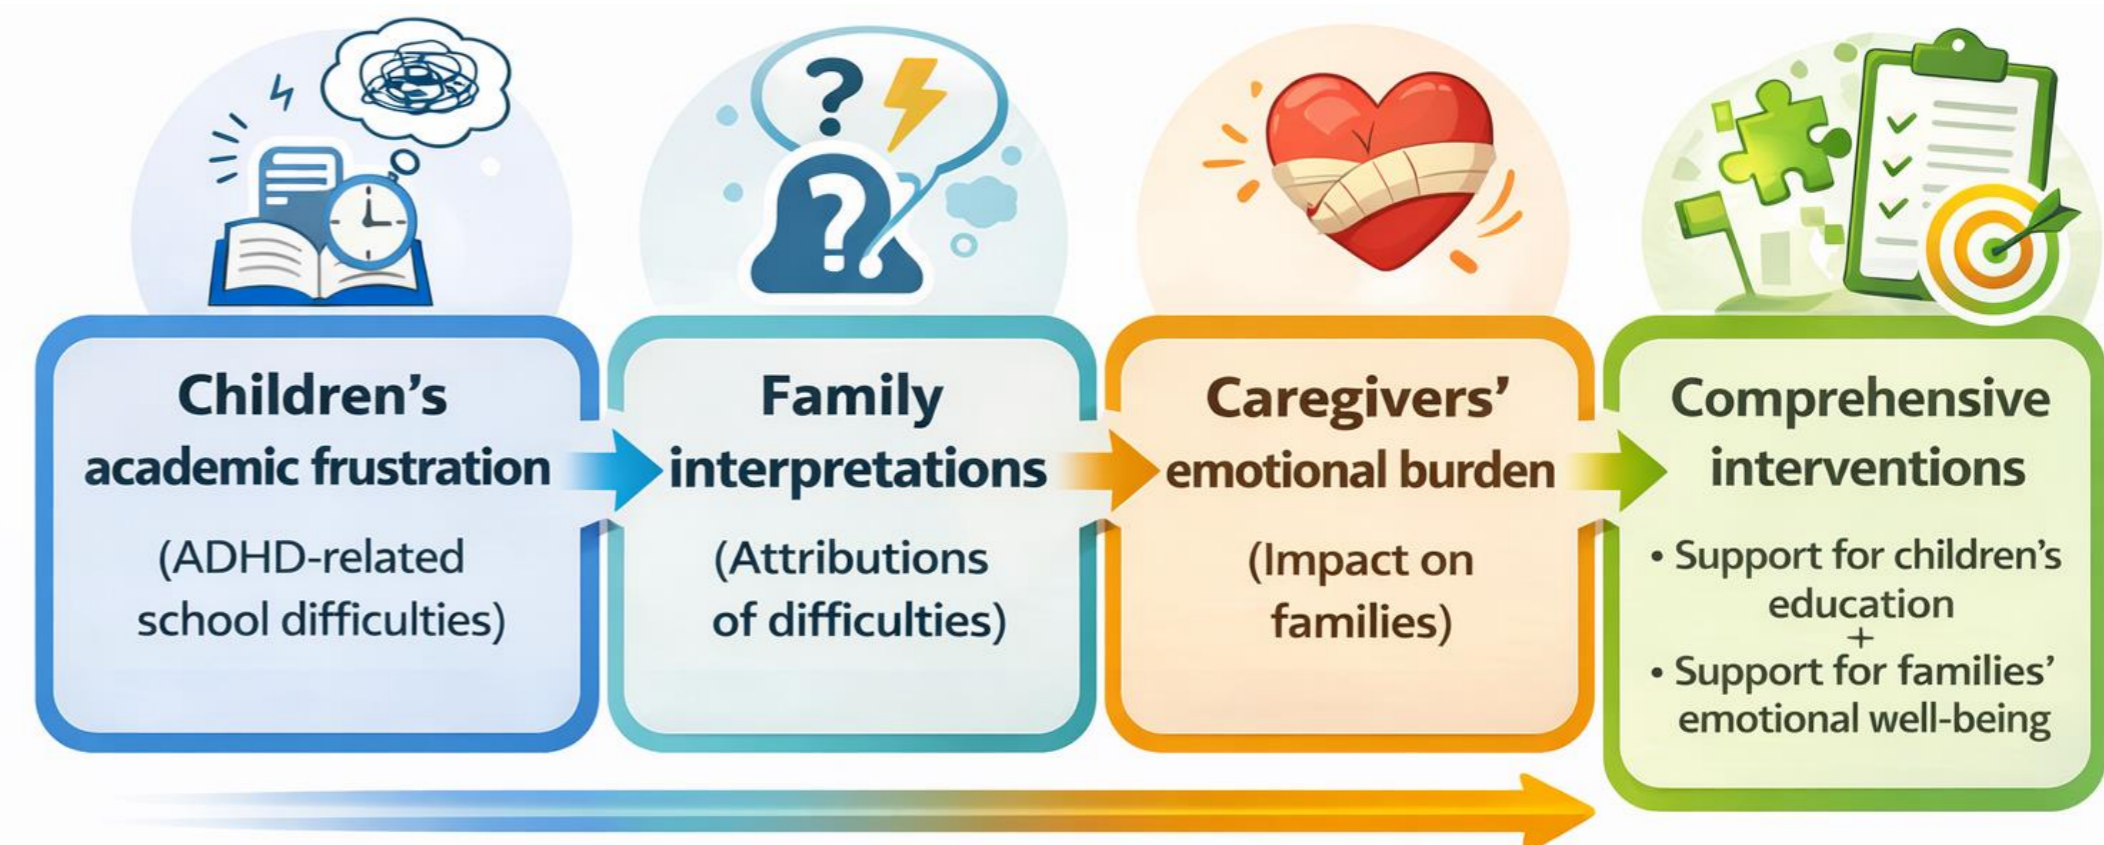 Children's
academic frustration
(ADHD-related
school difficulties)
Family
interpretations
(Attributions
of difficulties)
Caregivers'
emotional burden
(Impact on
families)
Comprehensive
interventions
• Support for children's
education
+
• Support for families'
emotional well-being